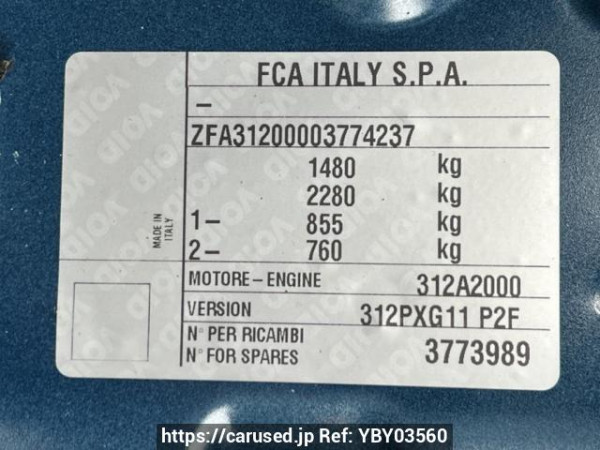 FCA ITALY S.P.A.
–
ZFA31200003774237
1480 kg
2280 kg
1– 855 kg
2– 760 kg
MADE IN
ITALY
MOTORE – ENGINE 312A2000
VERSION 312PXG11 P2F
N° PER RICAMBI
N° FOR SPARES 3773989
https://carused.jp Ref: YBY03560